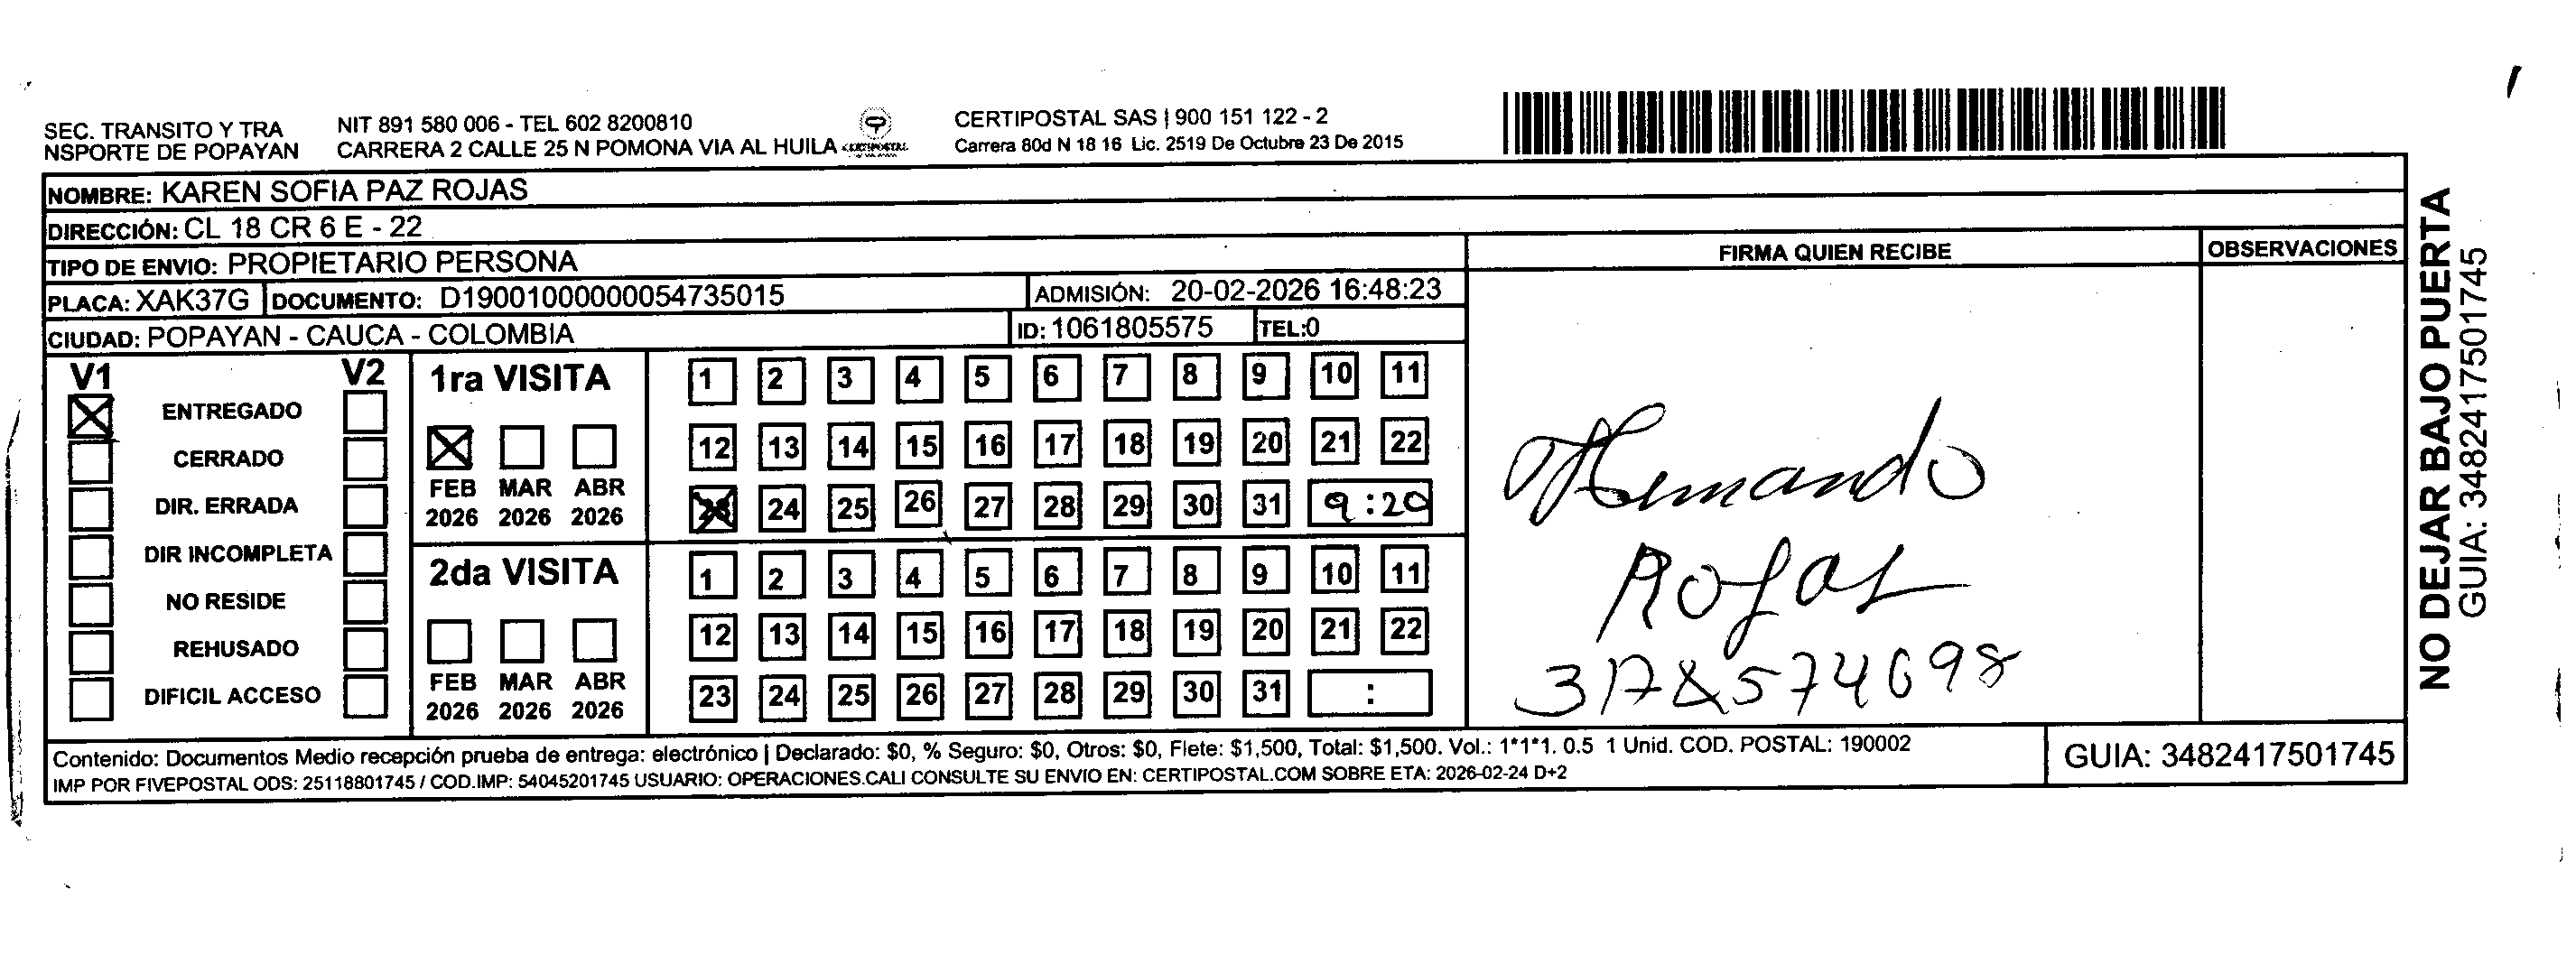 SEC. TRANSITO Y TRA
NSPORTE DE POPAYAN
NIT 891 580 006 - TEL 602 8200810
CARRERA 2 CALLE 25 N POMONA VIA AL HUILA
CERTIPOSTAL SAS | 900 151 122 - 2
Carrera 80d N 18 16 Lic. 2519 De Octubre 23 De 2015
NOMBRE: KAREN SOFIA PAZ ROJAS
DIRECCIÓN: CL 18 CR 6 E - 22
TIPO DE ENVIO: PROPIETARIO PERSONA
FIRMA QUIEN RECIBE
OBSERVACIONES
PLACA: XAK37G DOCUMENTO: D19001000000054735015 ADMISIÓN: 20-02-2026 16:48:23
CIUDAD: POPAYAN - CAUCA - COLOMBIA ID: 1061805575 TEL:0
V1 V2
ENTREGADO
CERRADO
DIR. ERRADA
DIR INCOMPLETA
NO RESIDE
REHUSADO
DIFICIL ACCESO
1ra VISITA
FEB MAR ABR
2026 2026 2026
1 2 3 4 5 6 7 8 9 10 11
12 13 14 15 16 17 18 19 20 21 22
23 24 25 26 27 28 29 30 31 9:20
2da VISITA
FEB MAR ABR
2026 2026 2026
1 2 3 4 5 6 7 8 9 10 11
12 13 14 15 16 17 18 19 20 21 22
23 24 25 26 27 28 29 30 31 :
Hernando
Rojas
Contenido: Documentos Medio recepción prueba de entrega: electrónico | Declarado: $0, % Seguro: $0, Otros: $0, Flete: $1,500, Total: $1,500. Vol.: 1*1*1. 0.5 1 Unid. COD. POSTAL: 190002
IMP POR FIVEPOSTAL ODS: 25118801745 / COD.IMP: 54045201745 USUARIO: OPERACIONES.CALI CONSULTE SU ENVIO EN: CERTIPOSTAL.COM SOBRE ETA: 2026-02-24 D+2
GUIA: 3482417501745
NO DEJAR BAJO PUERTA
GUIA: 3482417501745